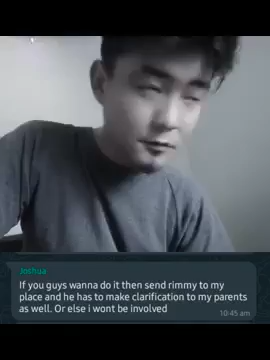 Joshua
If you guys wanna do it then send rimmy to my
place and he has to make clarification to my parents
as well. Or else i wont be involved
10:45 am